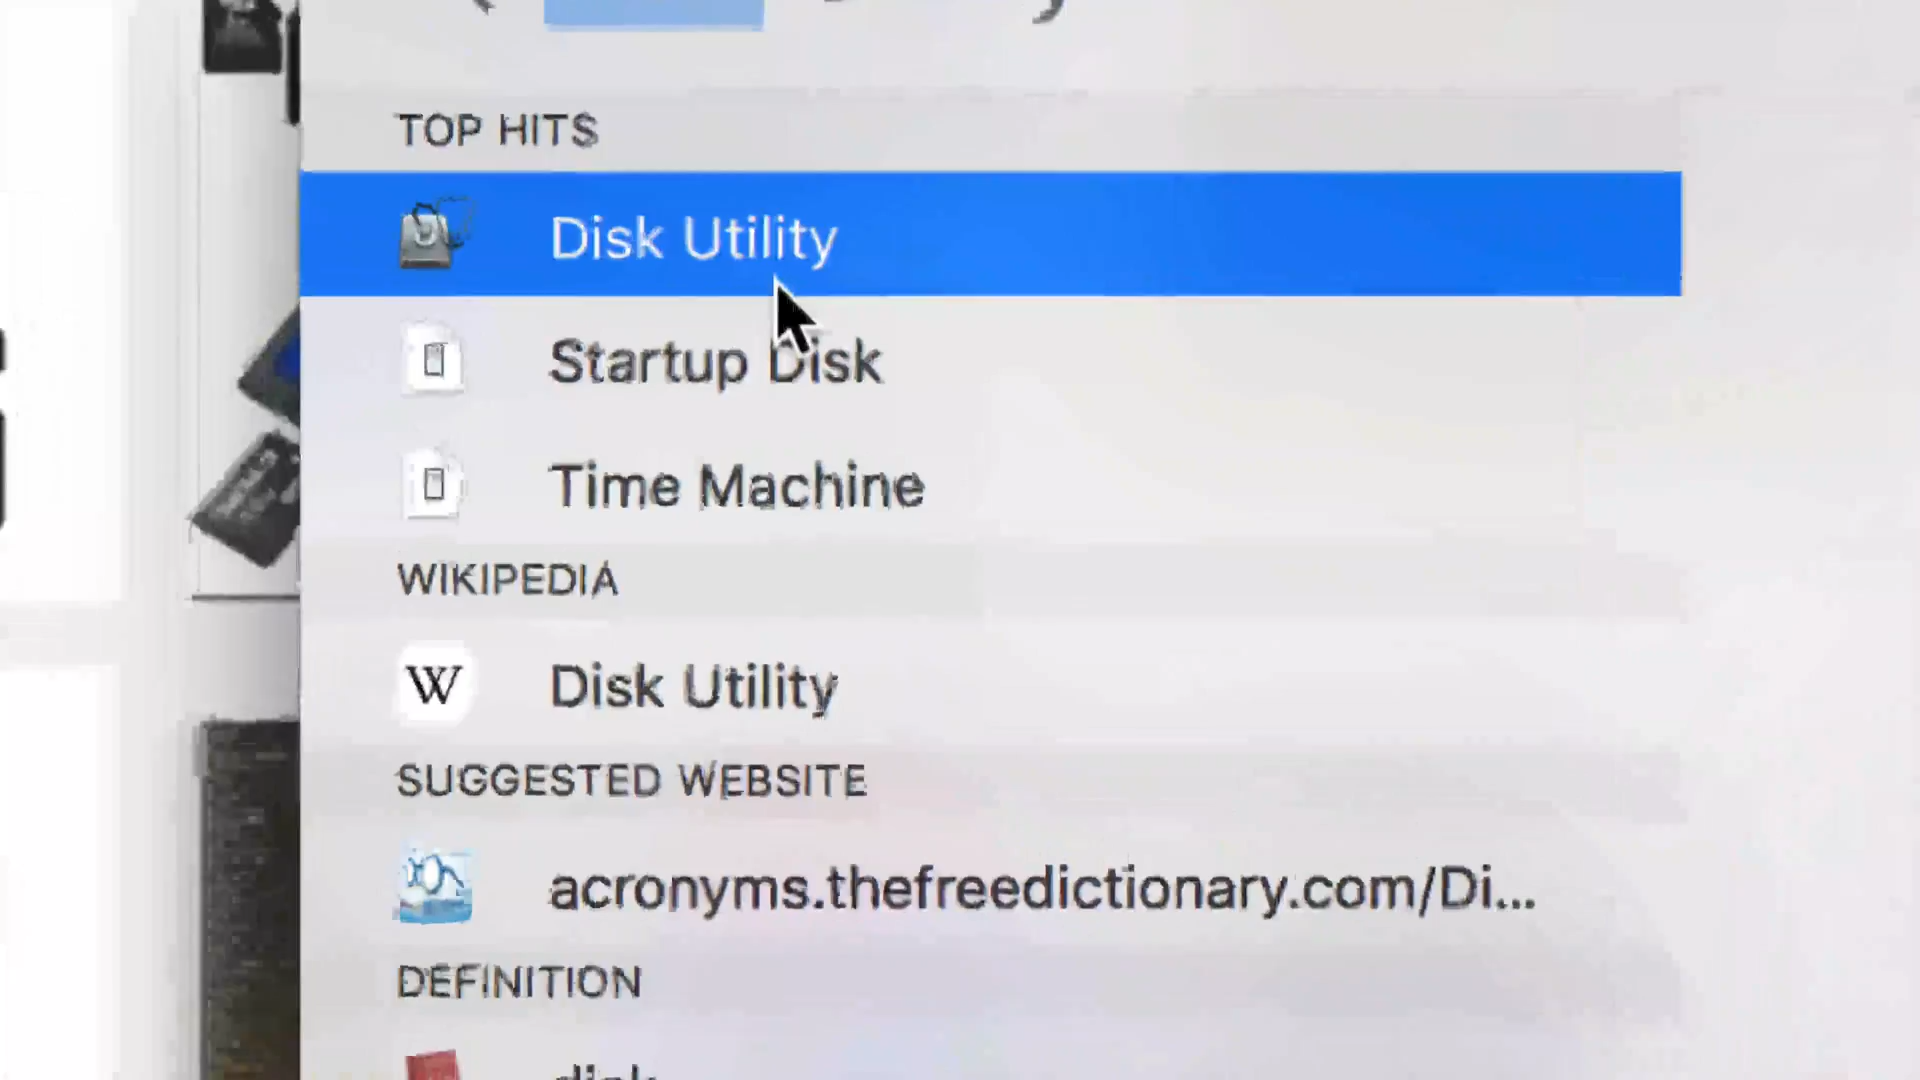 TOP HITS
Disk Utility
Startup Disk
Time Machine
WIKIPEDIA
W
Disk Utility
SUGGESTED WEBSITE
acronyms.thefreedictionary.com/Di...
DEFINITION